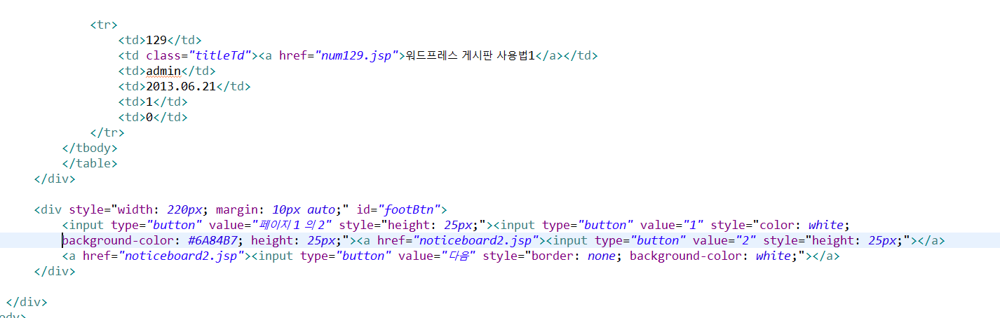 <tr>
<td>129</td>
<td class="titleTd"><a href="num129.jsp">워드프레스 게시판 사용법1</a></td>
<td>admin</td>
<td>2013.06.21</td>
<td>1</td>
<td>0</td>
</tr>
</tbody>
</table>
</div>
<div style="width: 220px; margin: 10px auto;" id="footBtn">
<input type="button" value="페이지 1 의 2" style="height: 25px;"><input type="button" value="1" style="color: white;
background-color: #6A84B7; height: 25px;"><a href="noticeboard2.jsp"><input type="button" value="2" style="height: 25px;"></a>
<a href="noticeboard2.jsp"><input type="button" value="다음" style="border: none; background-color: white;"></a>
</div>
</div>
ody>